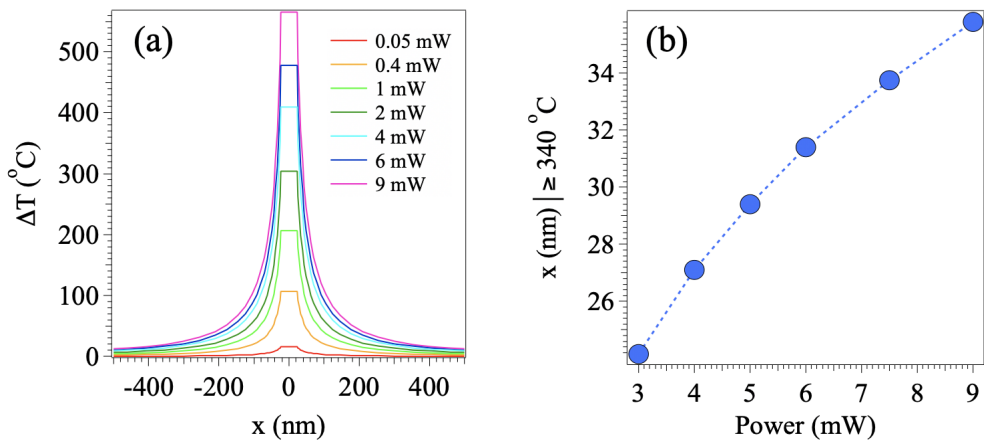 (a)
500
400
300
200
100
0
ΔT (°C)
-400 -200 0 200 400
x (nm)
0.05 mW
0.4 mW
1 mW
2 mW
4 mW
6 mW
9 mW
(b)
34
32
30
28
26
x (nm)| ≥ 340 °C
3 4 5 6 7 8 9
Power (mW)